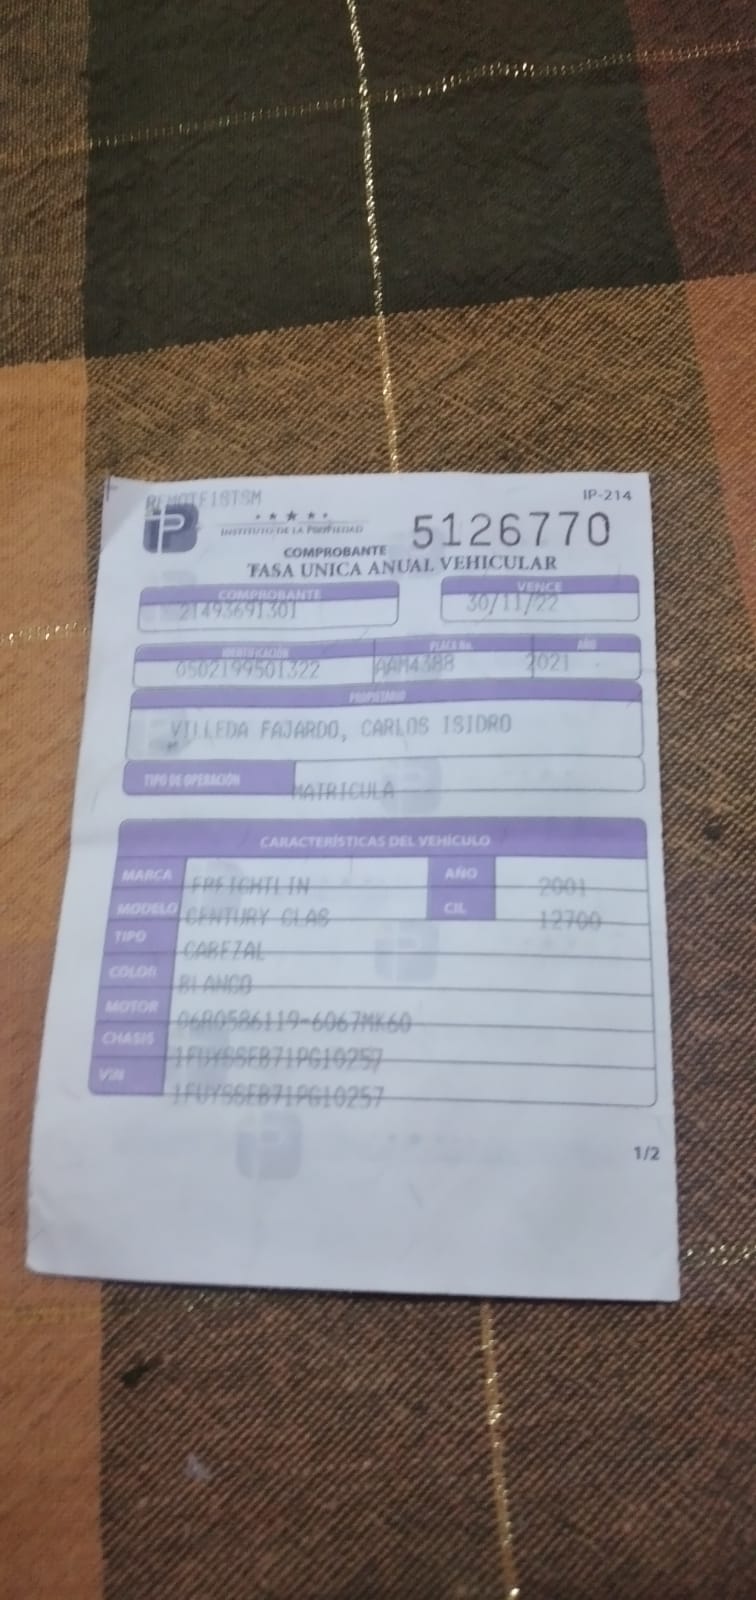 REMOTFISTSM
IP-214
IP
INSTITUTO DE LA PROPIEDAD
5126770
COMPROBANTE
TASA UNICA ANUAL VEHICULAR
COMPROBANTE VENCE
21493691301 30/11/22
IDENTIFICACIÓN PLACA No. AÑO
0502199501322 AAM4388 2021
PROPIETARIO
VILLEDA FAJARDO, CARLOS ISIDRO
TIPO DE OPERACIÓN MATRICULA
CARACTERÍSTICAS DEL VEHÍCULO
MARCA FREIGHTLIN AÑO 2001
MODELO CENTURY CLAS CIL 12700
TIPO CABEZAL
COLOR BLANCO
MOTOR 06R0586119-6067MK60
CHASIS 1FUYSSEB71PG10257
VIN 1FUYSSEB71PG10257
1/2